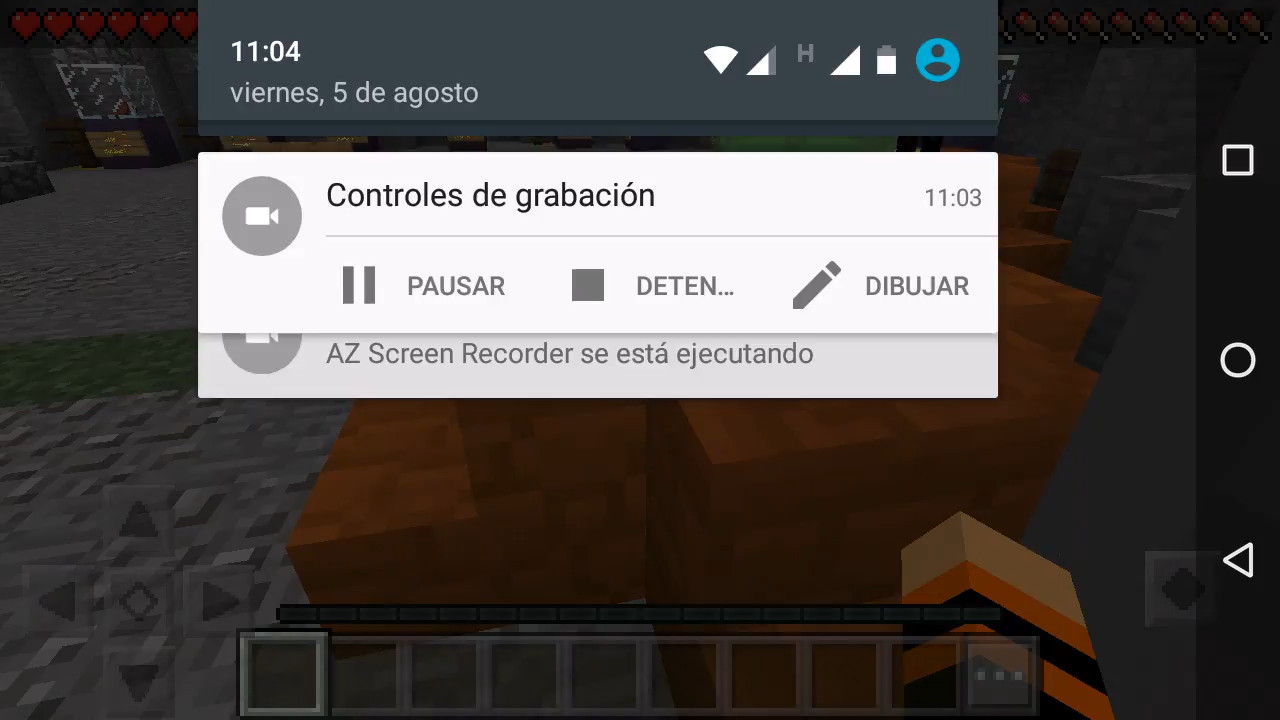 11:04
H
viernes, 5 de agosto
Controles de grabación
11:03
PAUSAR
DETEN…
DIBUJAR
AZ Screen Recorder se está ejecutando